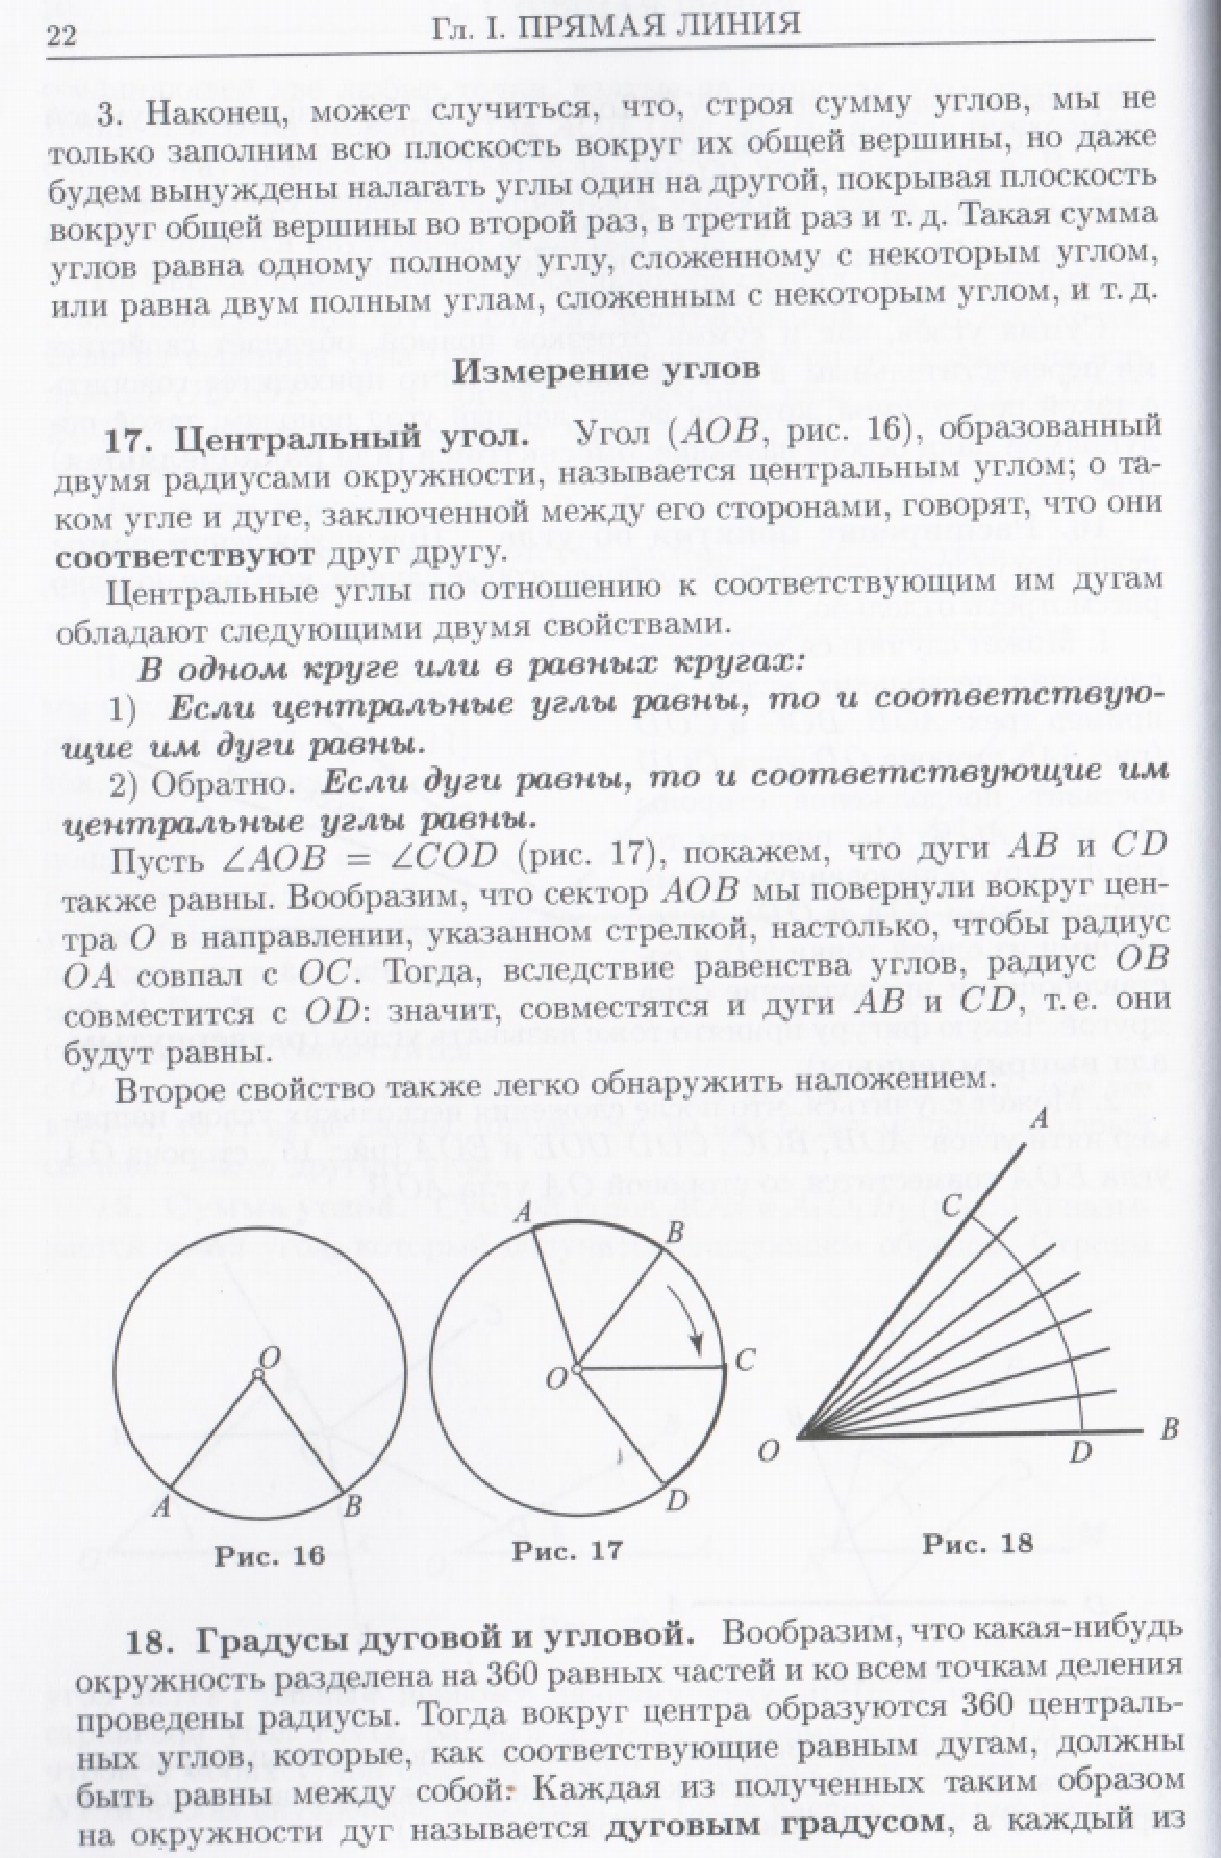 22
Гл. I. ПРЯМАЯ ЛИНИЯ
3. Наконец, может случиться, что, строя сумму углов, мы не
только заполним всю плоскость вокруг их общей вершины, но даже
будем вынуждены налагать углы один на другой, покрывая плоскость
вокруг общей вершины во второй раз, в третий раз и т. д. Такая сумма
углов равна одному полному углу, сложенному с некоторым углом,
или равна двум полным углам, сложенным с некоторым углом, и т. д.
Измерение углов
17. Центральный угол. Угол (AOB, рис. 16), образованный
двумя радиусами окружности, называется центральным углом; о та-
ком угле и дуге, заключенной между его сторонами, говорят, что они
соответствуют друг другу.
Центральные углы по отношению к соответствующим им дугам
обладают следующими двумя свойствами.
В одном круге или в равных кругах:
1) Если центральные углы равны, то и соответствую-
щие им дуги равны.
2) Обратно. Если дуги равны, то и соответствующие им
центральные углы равны.
Пусть ∠AOB = ∠COD (рис. 17), покажем, что дуги AB и CD
также равны. Вообразим, что сектор AOB мы повернули вокруг цен-
тра O в направлении, указанном стрелкой, настолько, чтобы радиус
OA совпал с OC. Тогда, вследствие равенства углов, радиус OB
совместится с OD: значит, совместятся и дуги AB и CD, т. е. они
будут равны.
Второе свойство также легко обнаружить наложением.
O
A
B
Рис. 16
A
B
O
C
D
Рис. 17
A
C
O
D
B
Рис. 18
18. Градусы дуговой и угловой. Вообразим, что какая-нибудь
окружность разделена на 360 равных частей и ко всем точкам деления
проведены радиусы. Тогда вокруг центра образуются 360 централь-
ных углов, которые, как соответствующие равным дугам, должны
быть равны между собой. Каждая из полученных таким образом
на окружности дуг называется дуговым градусом, а каждый из